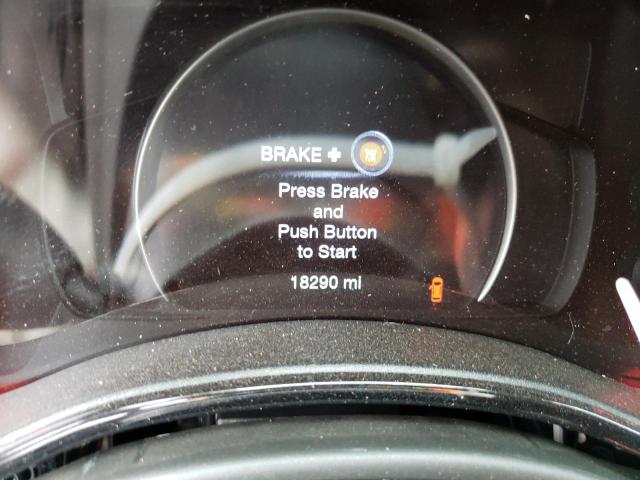 BRAKE +
Press Brake
and
Push Button
to Start
18290 mi